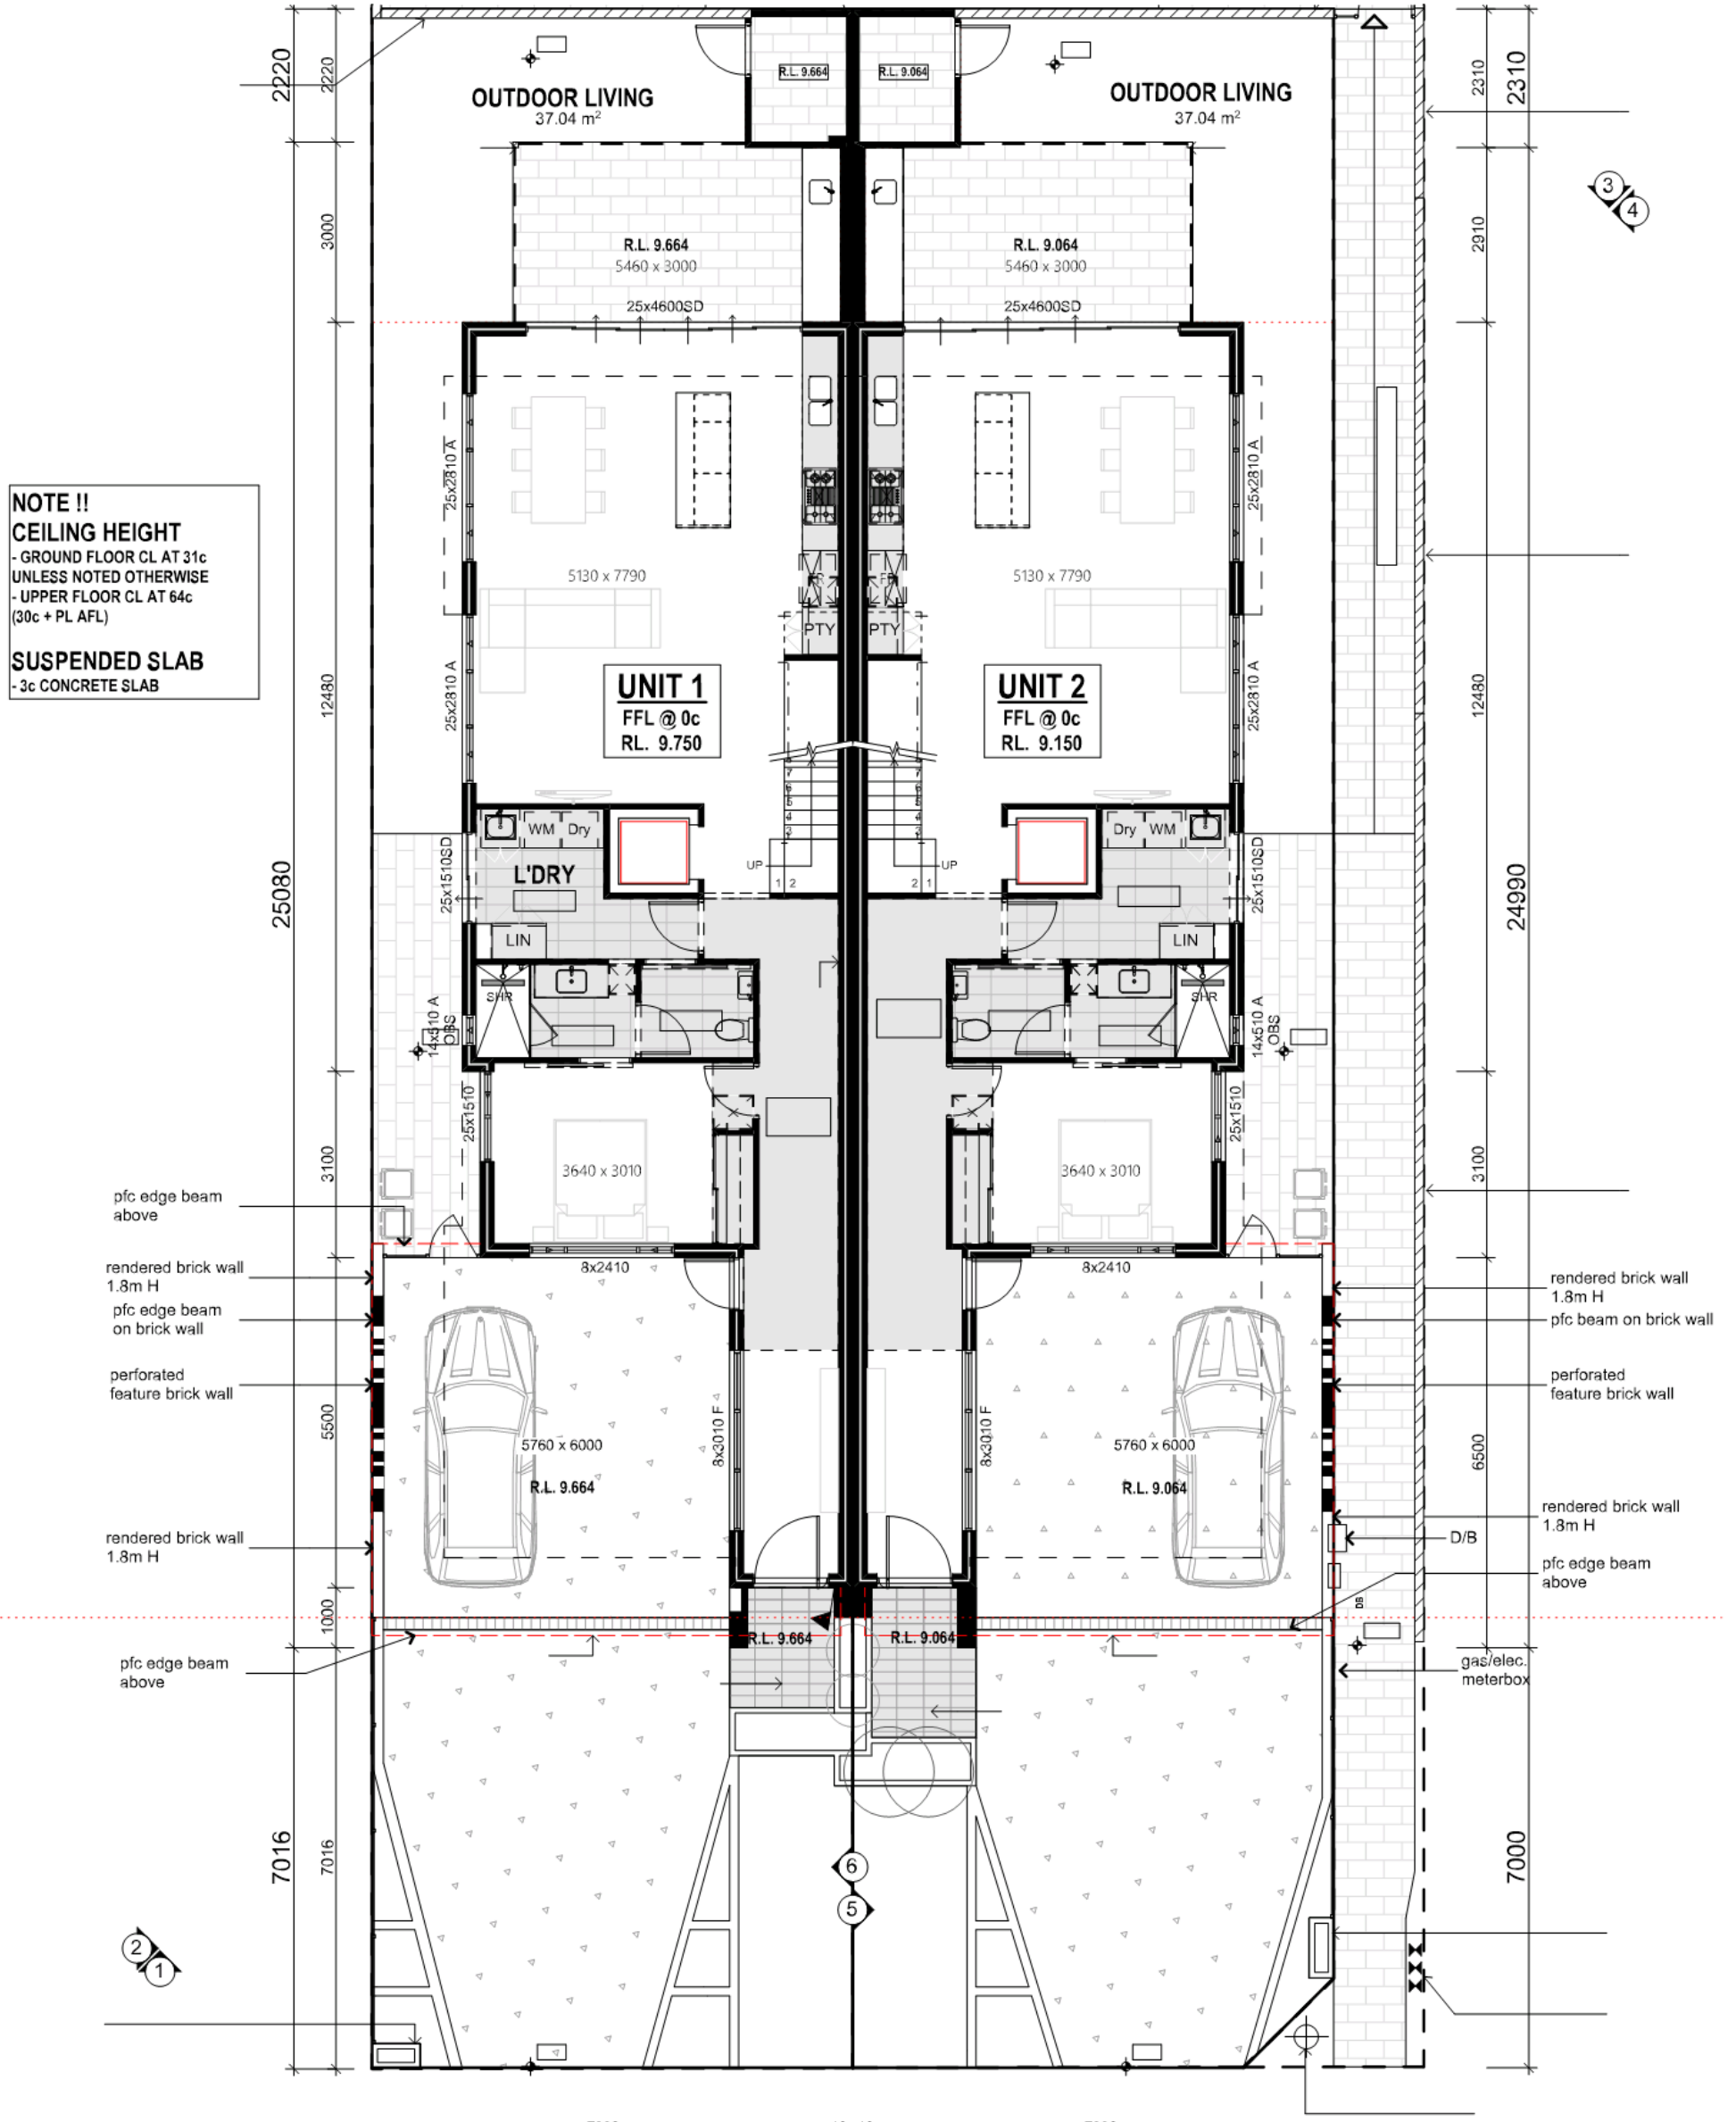 2220
2220
2310
2310
R.L. 9.664
R.L. 9.064
OUTDOOR LIVING
37.04 m²
OUTDOOR LIVING
37.04 m²
3
4
3000
2910
R.L. 9.664
5460 x 3000
25x4600SD
R.L. 9.064
5460 x 3000
25x4600SD
25x2810 A
25x2810 A
NOTE !!
CEILING HEIGHT
- GROUND FLOOR CL AT 31c
UNLESS NOTED OTHERWISE
- UPPER FLOOR CL AT 64c
(30c + PL AFL)
SUSPENDED SLAB
- 3c CONCRETE SLAB
5130 x 7790
5130 x 7790
PTY
PTY
12480
12480
25x2810 A
25x2810 A
UNIT 1
FFL @ 0c
RL. 9.750
UNIT 2
FFL @ 0c
RL. 9.150
WM
Dry
Dry
WM
UP
1
2
UP
2
1
25080
24990
25x1510SD
25x1510SD
L'DRY
LIN
LIN
SHR
SHR
14x510 A
OBS
14x510 A
OBS
25x1510
25x1510
3100
3100
3640 x 3010
3640 x 3010
pfc edge beam
above
rendered brick wall
1.8m H
pfc edge beam
on brick wall
perforated
feature brick wall
rendered brick wall
1.8m H
pfc edge beam
above
8x2410
8x2410
rendered brick wall
1.8m H
pfc beam on brick wall
perforated
feature brick wall
rendered brick wall
1.8m H
D/B
pfc edge beam
above
5500
6500
5760 x 6000
R.L. 9.664
8x3010 F
8x3010 F
5760 x 6000
R.L. 9.064
1000
DB
R.L. 9.664
R.L. 9.064
gas/elec.
meterbox
7016
7016
7000
6
5
2
1